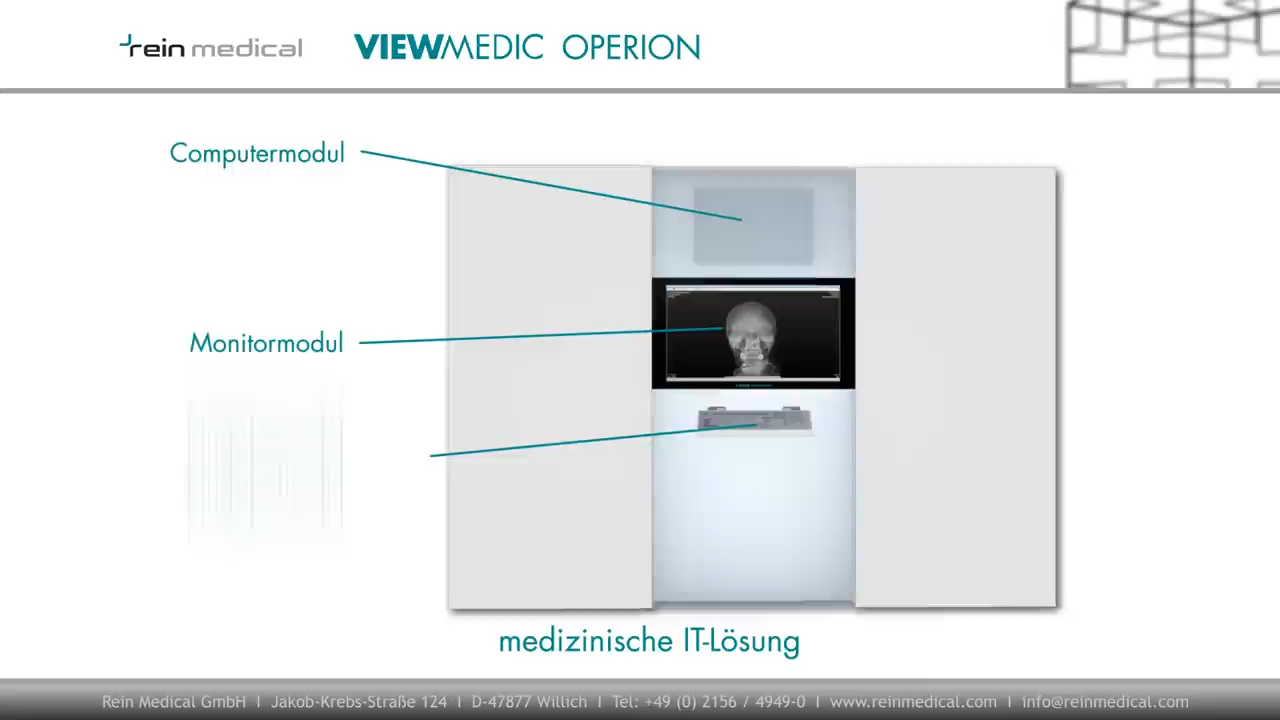 rein medical
VIEWMEDIC OPERION
Computermodul
Monitormodul
medizinische IT-Lösung
Rein Medical GmbH | Jakob-Krebs-Straße 124 | D-47877 Willich | Tel: +49 (0) 2156 / 4949-0 | www.reinmedical.com | info@reinmedical.com